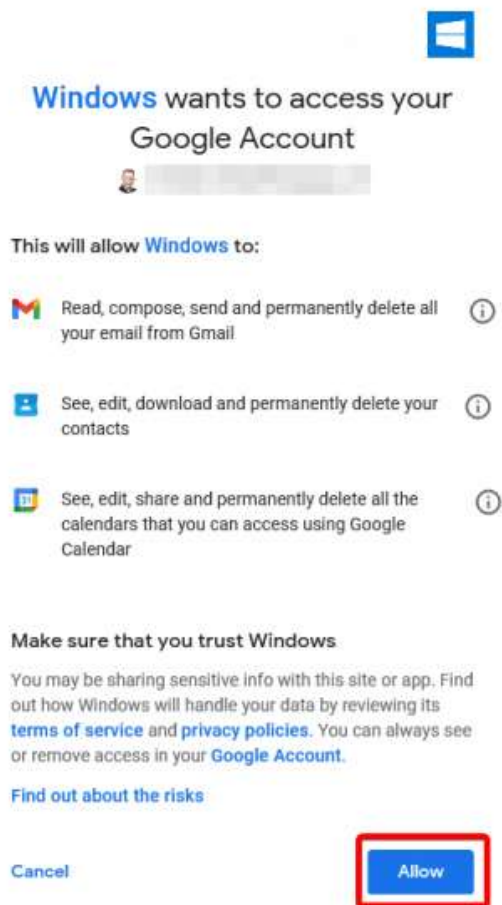 Windows wants to access your
Google Account
This will allow Windows to:
Read, compose, send and permanently delete all
your email from Gmail
See, edit, download and permanently delete your
contacts
31
See, edit, share and permanently delete all the
calendars that you can access using Google
Calendar
Make sure that you trust Windows
You may be sharing sensitive info with this site or app. Find
out how Windows will handle your data by reviewing its
terms of service and privacy policies. You can always see
or remove access in your Google Account.
Find out about the risks
Cancel
Allow